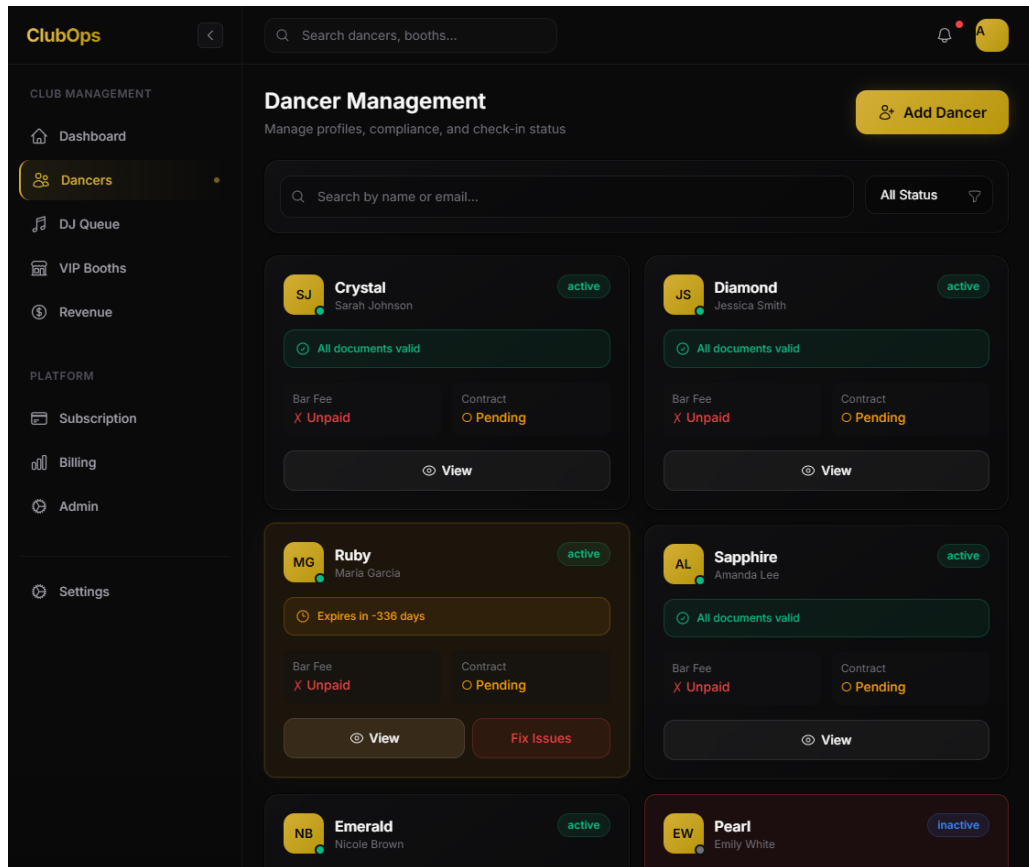 ClubOps
Search dancers, booths...
A
CLUB MANAGEMENT
Dashboard
Dancers
DJ Queue
VIP Booths
Revenue
PLATFORM
Subscription
Billing
Admin
Settings
Dancer Management
Manage profiles, compliance, and check-in status
Add Dancer
Search by name or email...
All Status
SJ
Crystal
Sarah Johnson
active
All documents valid
Bar Fee
✗ Unpaid
Contract
○ Pending
View
JS
Diamond
Jessica Smith
active
All documents valid
Bar Fee
✗ Unpaid
Contract
○ Pending
View
MG
Ruby
Maria Garcia
active
Expires in -336 days
Bar Fee
✗ Unpaid
Contract
○ Pending
View
Fix Issues
AL
Sapphire
Amanda Lee
active
All documents valid
Bar Fee
✗ Unpaid
Contract
○ Pending
View
NB
Emerald
Nicole Brown
active
EW
Pearl
Emily White
inactive